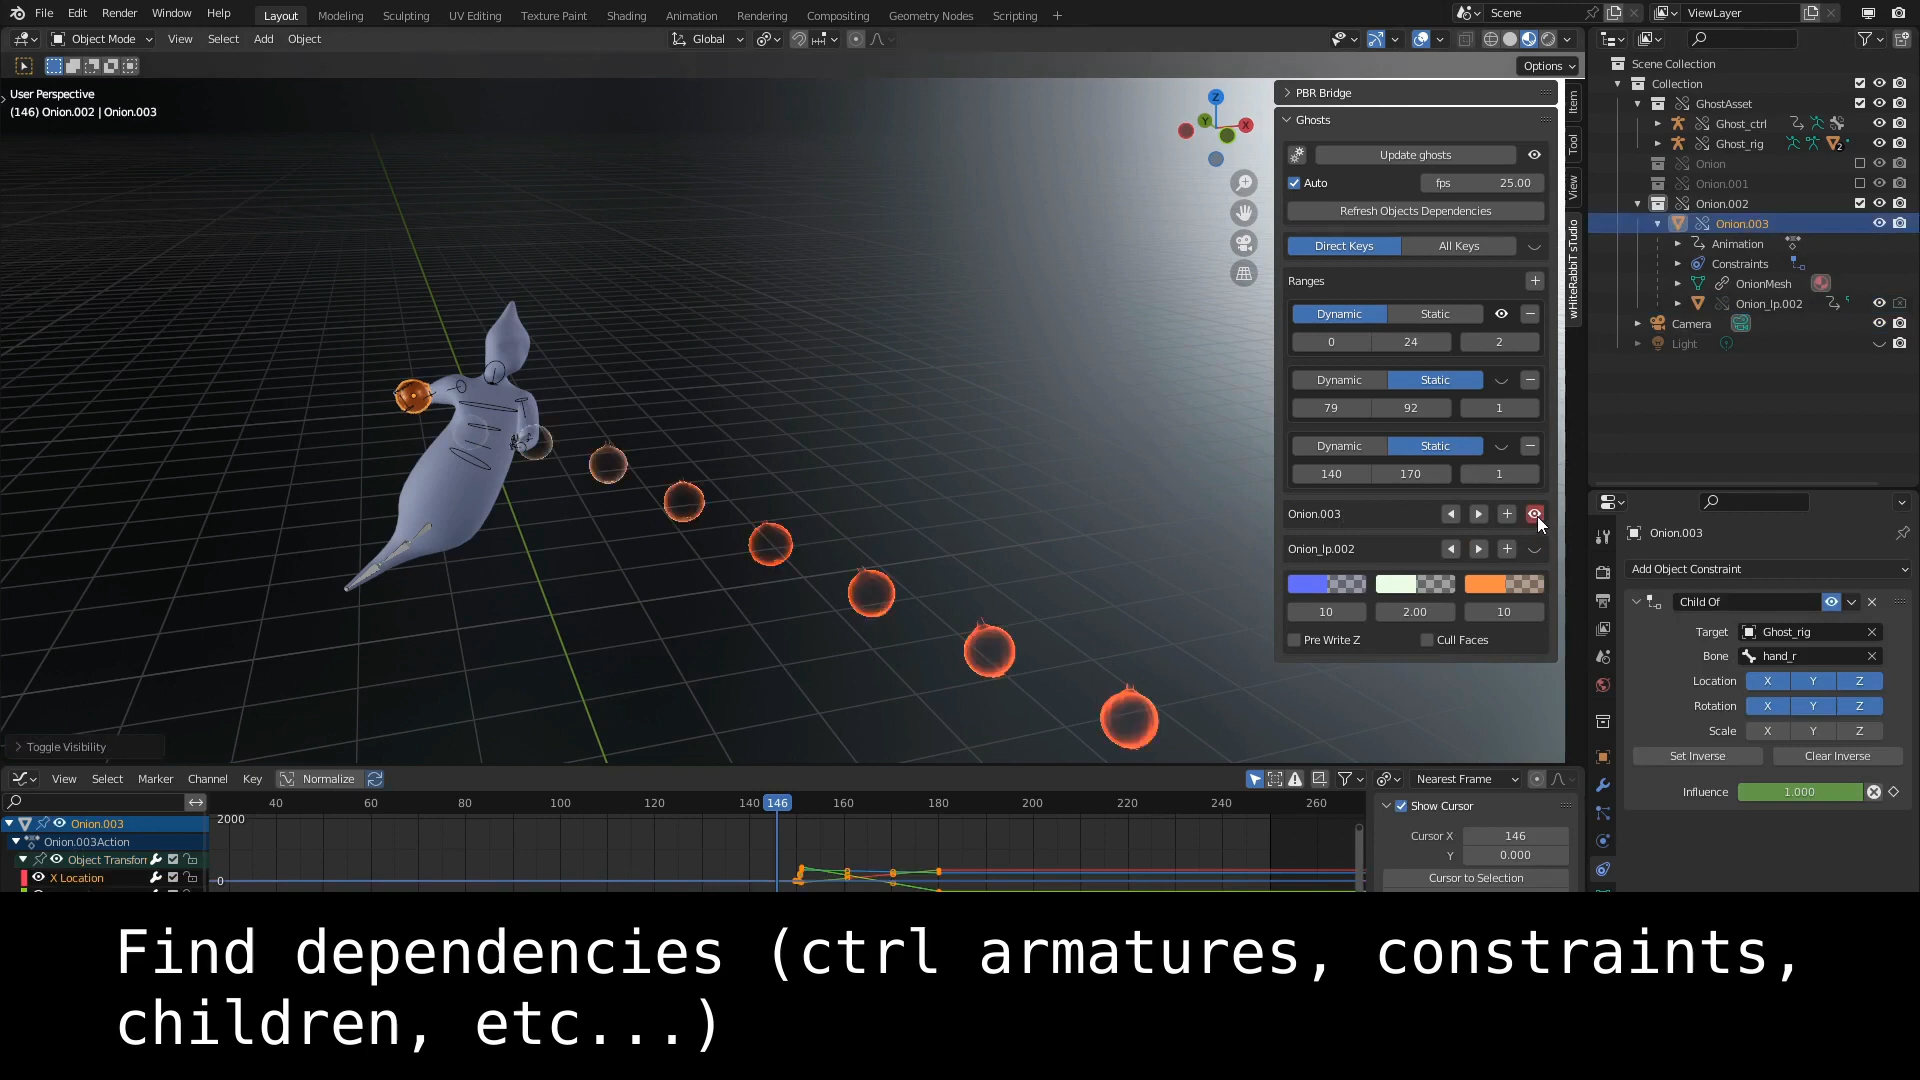 File Edit Render Window Help Layout Modeling Sculpting UV Editing Texture Paint Shading Animation Rendering Compositing Geometry Nodes Scripting + Scene ViewLayer
Object Mode View Select Add Object Global
Options
User Perspective
(146) Onion.002 | Onion.003
Z
Y
X
PBR Bridge
Ghosts
Update ghosts
Auto fps 25.00
Refresh Objects Dependencies
Direct Keys All Keys
Ranges
Dynamic Static
0 24 2
Dynamic Static
79 92 1
Dynamic Static
140 170 1
Onion.003
Onion_lp.002
10 2.00 10
Pre Write Z Cull Faces
Item
Tool
View
wHiteRabbiT sTudio
Scene Collection
Collection
GhostAsset
Ghost_ctrl
Ghost_rig 2
Onion
Onion.001
Onion.002
Onion.003
Animation
Constraints
OnionMesh
Onion_lp.002
Camera
Light
Onion.003
Add Object Constraint
Child Of
Target Ghost_rig
Bone hand_r
Location X Y Z
Rotation X Y Z
Scale X Y Z
Set Inverse Clear Inverse
Influence 1.000
Toggle Visibility
View Select Marker Channel Key Normalize Nearest Frame
40 60 80 100 120 140 146 160 180 200 220 240 260
Onion.003
Onion.003Action
Object Transfor
X Location
2000
0
Show Cursor
Cursor X 146
Y 0.000
Cursor to Selection
Find dependencies (ctrl armatures, constraints,
children, etc...)